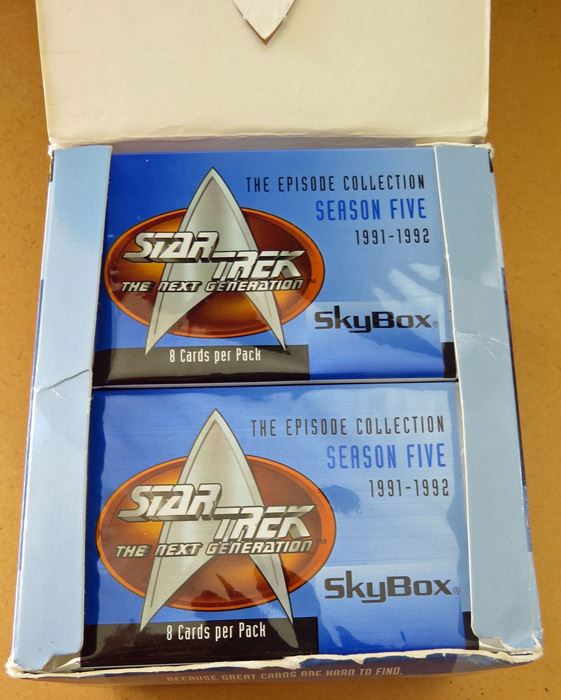 THE EPISODE COLLECTION
SEASON FIVE
1991-1992
STAR TREK
THE NEXT GENERATION™
SkyBox®
8 Cards per Pack
THE EPISODE COLLECTION
SEASON FIVE
1991-1992
STAR TREK
THE NEXT GENERATION™
SkyBox®
8 Cards per Pack
BECAUSE GREAT CARDS ARE HARD TO FIND.